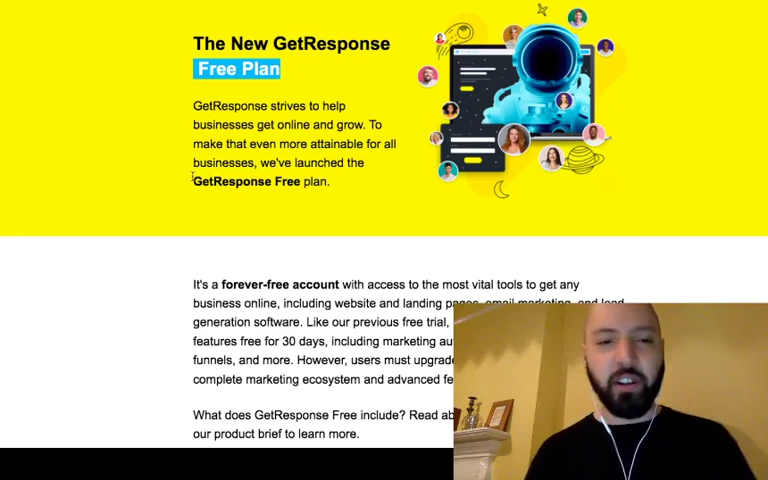 The New GetResponse
Free Plan
GetResponse strives to help
businesses get online and grow. To
make that even more attainable for all
businesses, we've launched the
GetResponse Free plan.
It's a forever-free account with access to the most vital tools to get any
business online, including website and landing pages, email marketing, and lead
generation software. Like our previous free trial,
features free for 30 days, including marketing
funnels, and more. However, users must upgrade
complete marketing ecosystem and advanced
What does GetResponse Free include? Read
our product brief to learn more.